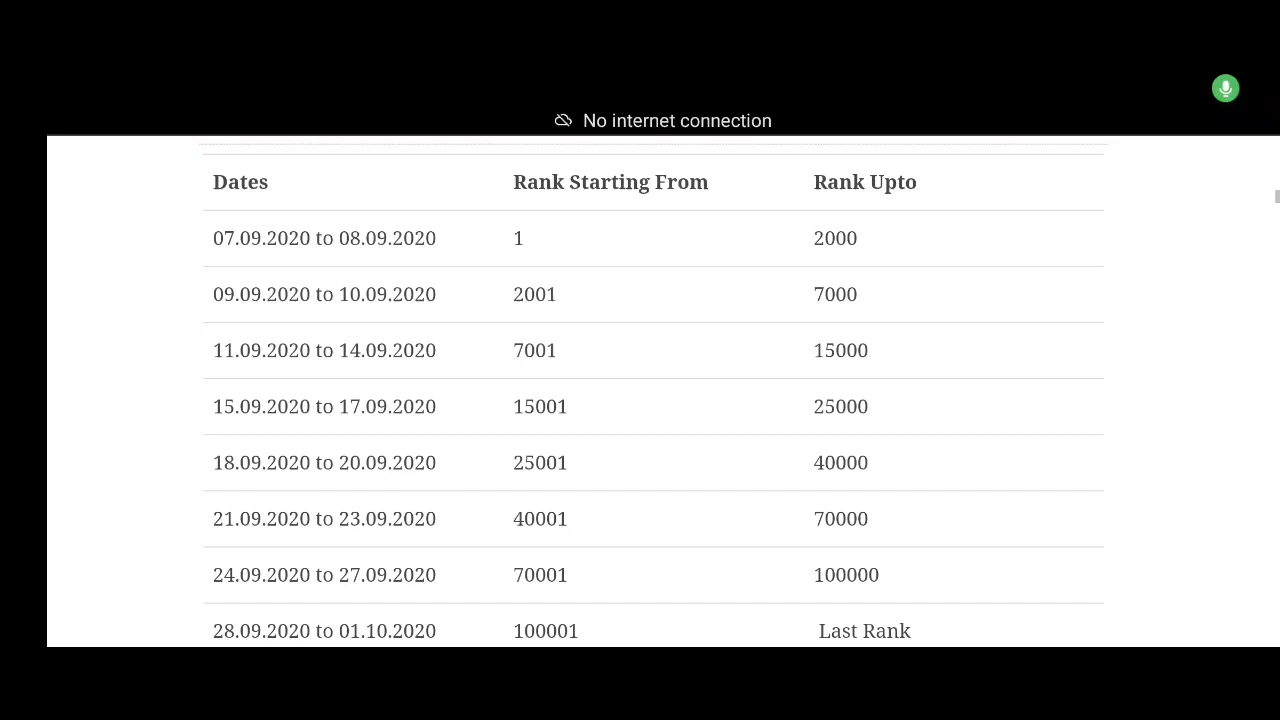 No internet connection
Dates Rank Starting From Rank Upto
07.09.2020 to 08.09.2020 1 2000
09.09.2020 to 10.09.2020 2001 7000
11.09.2020 to 14.09.2020 7001 15000
15.09.2020 to 17.09.2020 15001 25000
18.09.2020 to 20.09.2020 25001 40000
21.09.2020 to 23.09.2020 40001 70000
24.09.2020 to 27.09.2020 70001 100000
28.09.2020 to 01.10.2020 100001 Last Rank